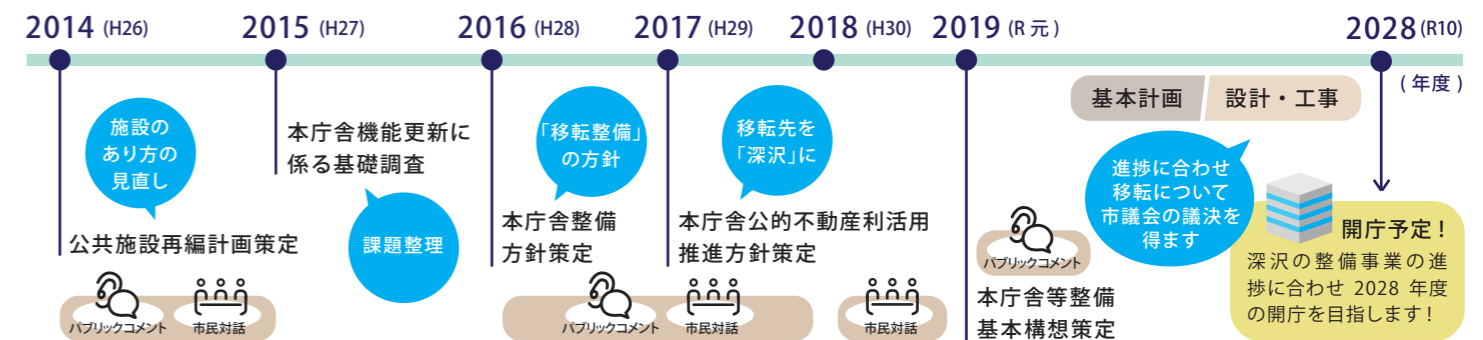 2014 (H26)
2015 (H27)
2016 (H28)
2017 (H29)
2018 (H30)
2019 (R元)
2028 (R10)
(年度)
施設の
あり方の
見直し
公共施設再編計画策定
パブリックコメント
市民対話
本庁舎機能更新に
係る基礎調査
課題整理
「移転整備」
の方針
本庁舎整備
方針策定
パブリックコメント
市民対話
移転先を
「深沢」に
本庁舎公的不動産利活用
推進方針策定
市民対話
パブリックコメント
本庁舎等整備
基本構想策定
基本計画
設計・工事
進捗に合わせ
移転について
市議会の議決を
得ます
開庁予定!
深沢の整備事業の進
捗に合わせ 2028 年度
の開庁を目指します!